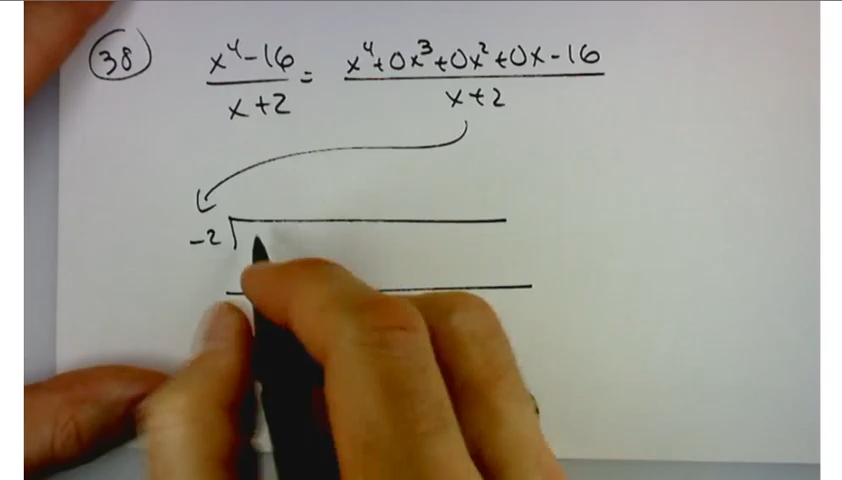 38
x⁴-16 / x+2 = x⁴+0x³+0x²+0x-16 / x+2
-2